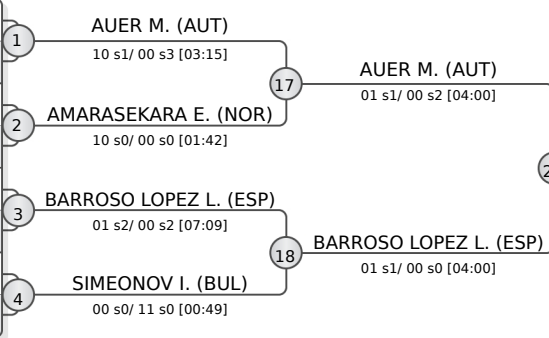 1
AUER M. (AUT)
10 s1/ 00 s3 [03:15]
17
AUER M. (AUT)
01 s1/ 00 s2 [04:00]
2
AMARASEKARA E. (NOR)
10 s0/ 00 s0 [01:42]
3
BARROSO LOPEZ L. (ESP)
01 s2/ 00 s2 [07:09]
18
BARROSO LOPEZ L. (ESP)
01 s1/ 00 s0 [04:00]
4
SIMEONOV I. (BUL)
00 s0/ 11 s0 [00:49]